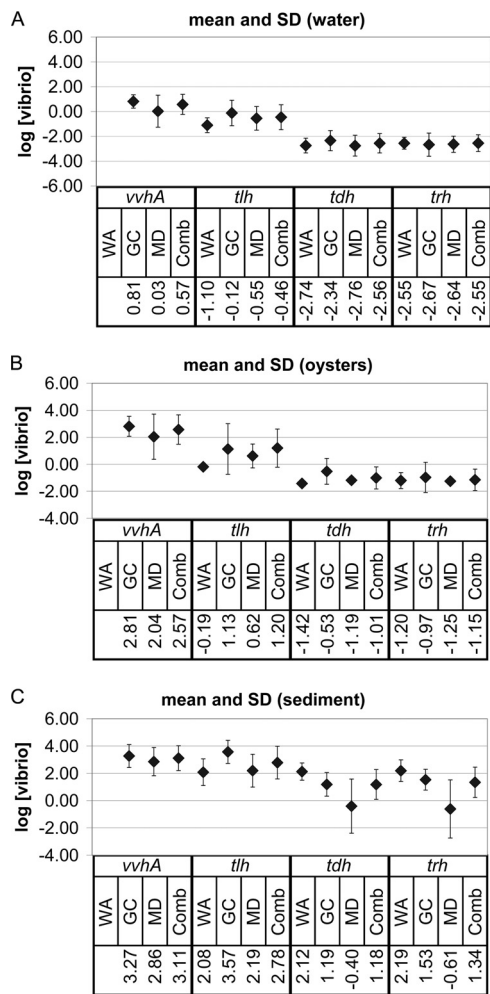 A
mean and SD (water)
log [vibrio]
6.00
4.00
2.00
0.00
-2.00
-4.00
-6.00
vvhA tlh tdh trh
WA GC MD Comb WA GC MD Comb WA GC MD Comb WA GC MD Comb
0.81 0.03 0.57 -1.10 -0.12 -0.55 -0.46 -2.74 -2.34 -2.76 -2.56 -2.55 -2.67 -2.64 -2.55
B
mean and SD (oysters)
log [vibrio]
6.00
4.00
2.00
0.00
-2.00
-4.00
vvhA tlh tdh trh
WA GC MD Comb WA GC MD Comb WA GC MD Comb WA GC MD Comb
2.81 2.04 2.57 -0.19 1.13 0.62 1.20 -1.42 -0.53 -1.19 -1.01 -1.20 -0.97 -1.25 -1.15
C
mean and SD (sediment)
log [vibrio]
6.00
4.00
2.00
0.00
-2.00
-4.00
vvhA tlh tdh trh
WA GC MD Comb WA GC MD Comb WA GC MD Comb WA GC MD Comb
3.27 2.86 3.11 2.08 3.57 2.19 2.78 2.12 1.19 -0.40 1.18 2.19 1.53 -0.61 1.34